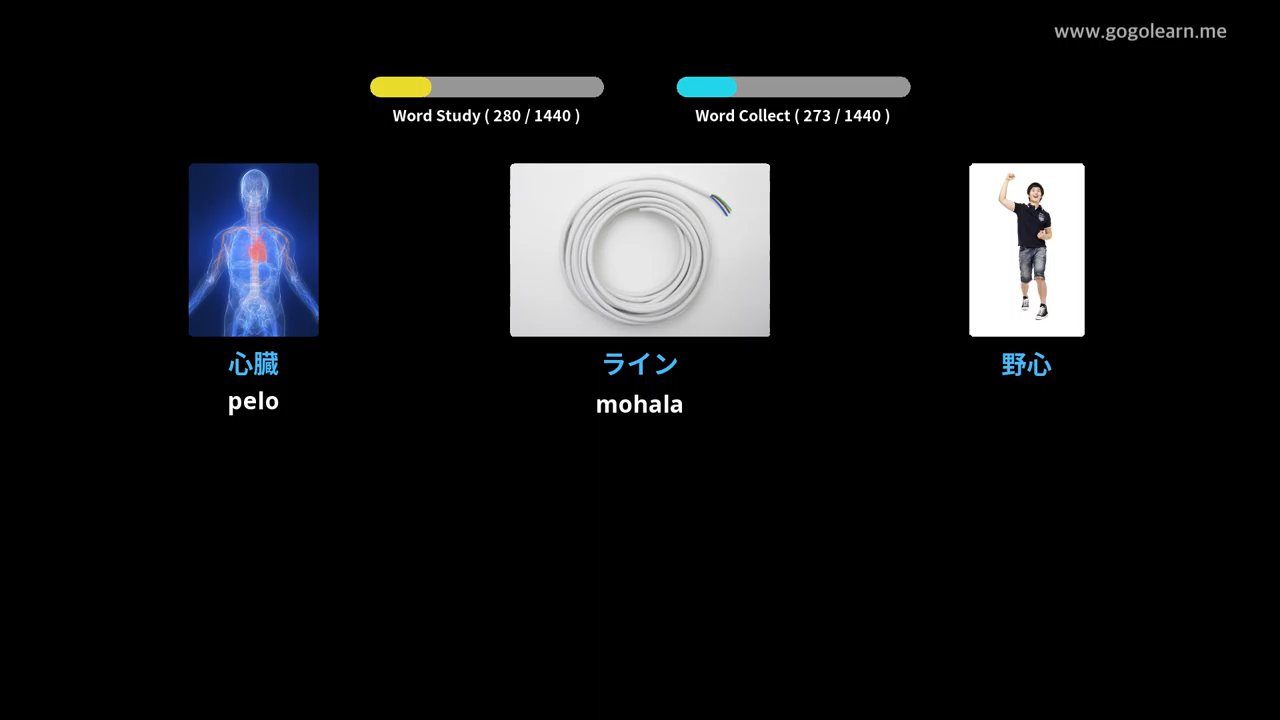 www.gogolearn.me
Word Study ( 280 / 1440 )
Word Collect ( 273 / 1440 )
心臓
ライン
野心
pelo
mohala